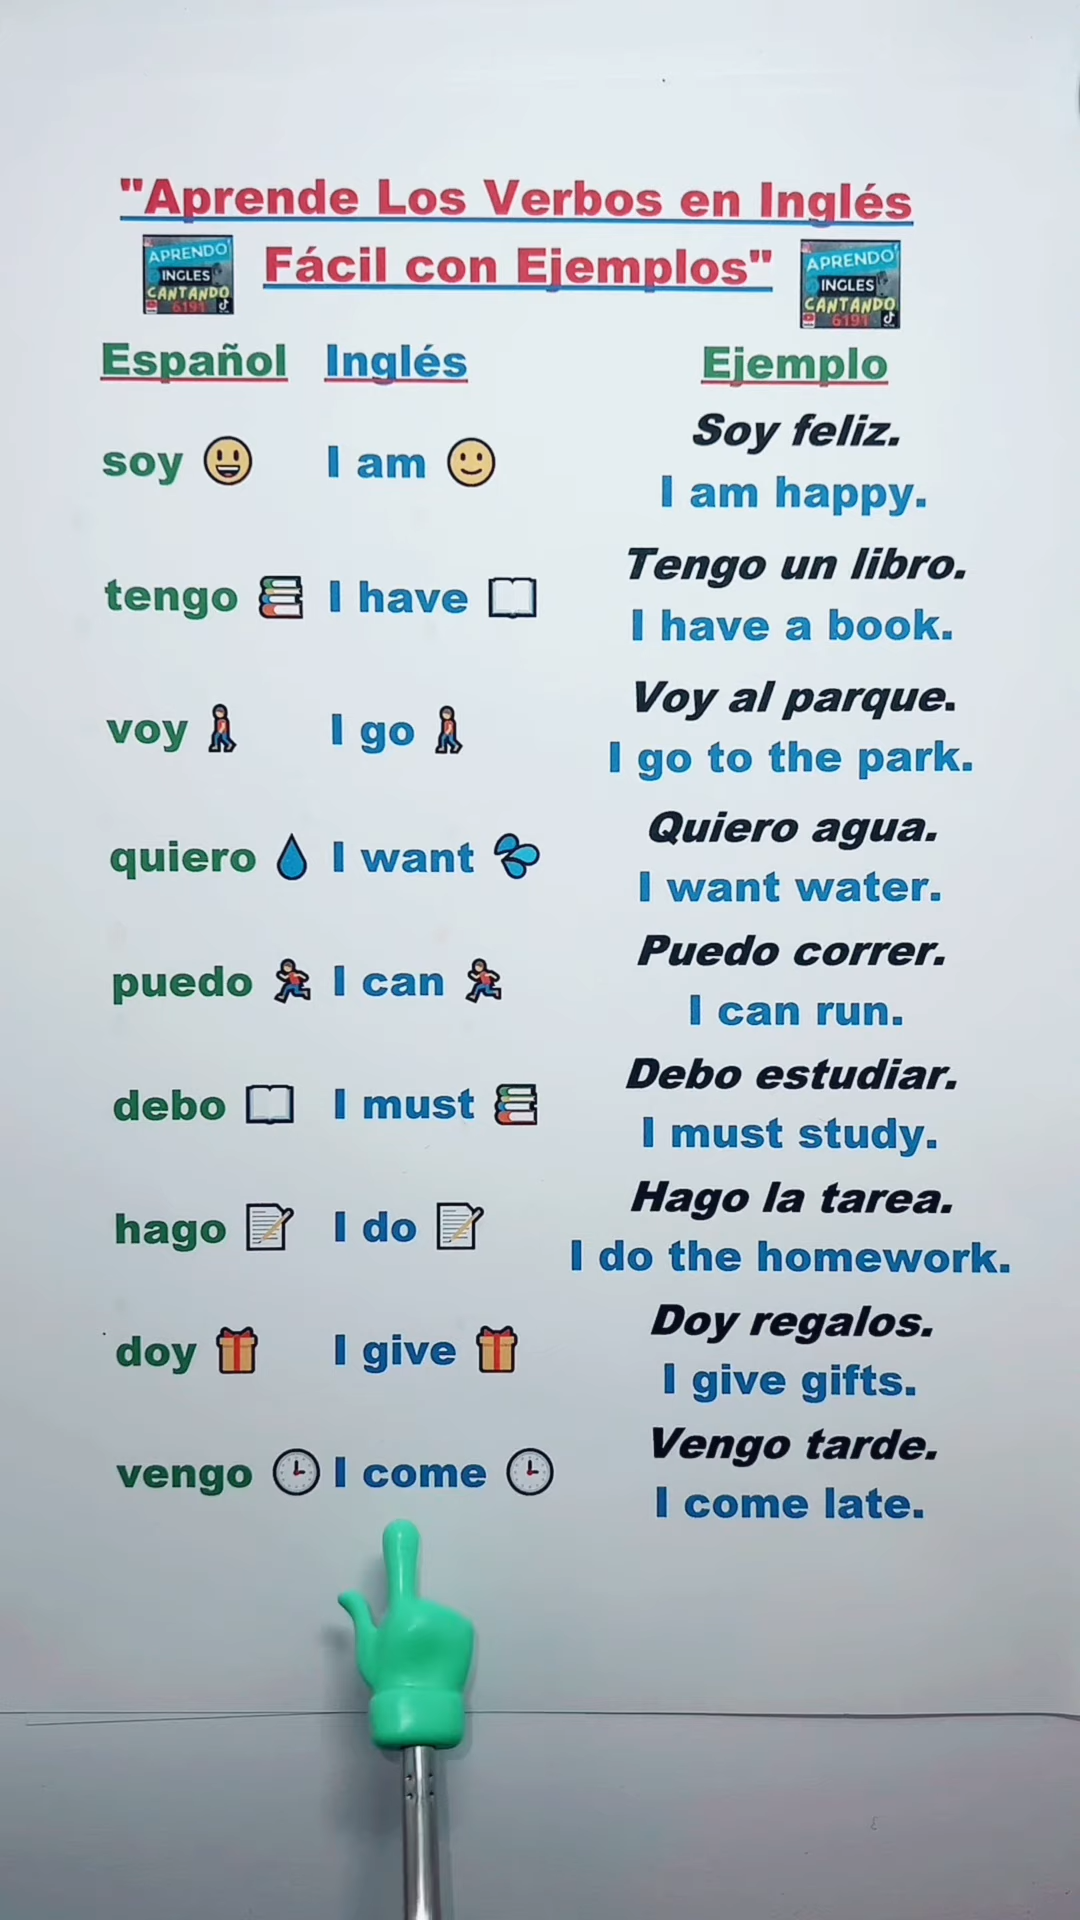 "Aprende Los Verbos en Inglés
Fácil con Ejemplos"
APRENDO
INGLES
CANTANDO
6191
APRENDO
INGLES
CANTANDO
6191
Español Inglés Ejemplo
soy I am Soy feliz.
I am happy.
tengo I have Tengo un libro.
I have a book.
voy I go Voy al parque.
I go to the park.
quiero I want Quiero agua.
I want water.
puedo I can Puedo correr.
I can run.
debo I must Debo estudiar.
I must study.
hago I do Hago la tarea.
I do the homework.
doy I give Doy regalos.
I give gifts.
vengo I come Vengo tarde.
I come late.